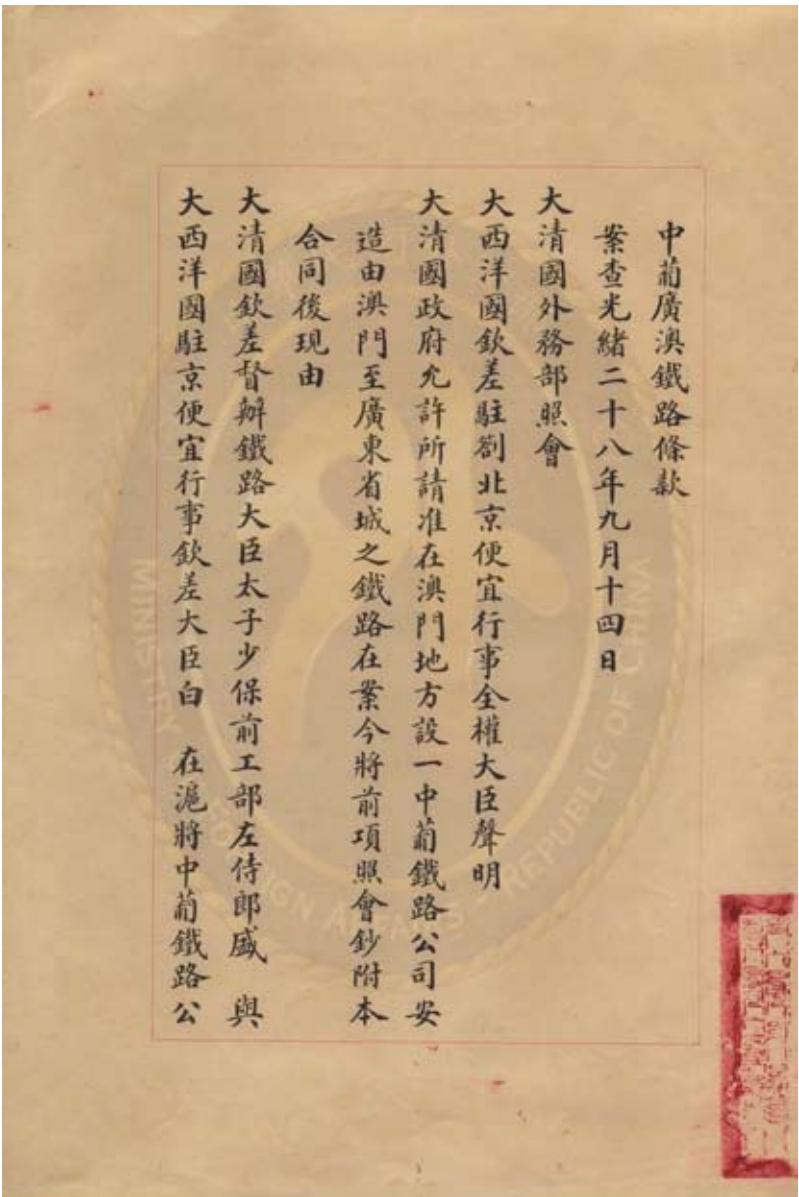 中葡廣澳鐵路條款
案查光緒二十八年九月十四日
大清國外務部照會
大西洋國欽差駐劄北京便宜行事全權大臣聲明
大清國政府允許所請准在澳門地方設一中葡鐵路公司安
造由澳門至廣東省城之鐵路在案今將前項照會鈔附本
合同後現由
大清國欽差督辦鐵路大臣太子少保前工部左侍郎盛 與
大西洋國駐京便宜行事欽差大臣白 在滬將中葡鐵路公
MINISTRY
FOREIGN AFFAIRS
REPUBLIC OF CHINA